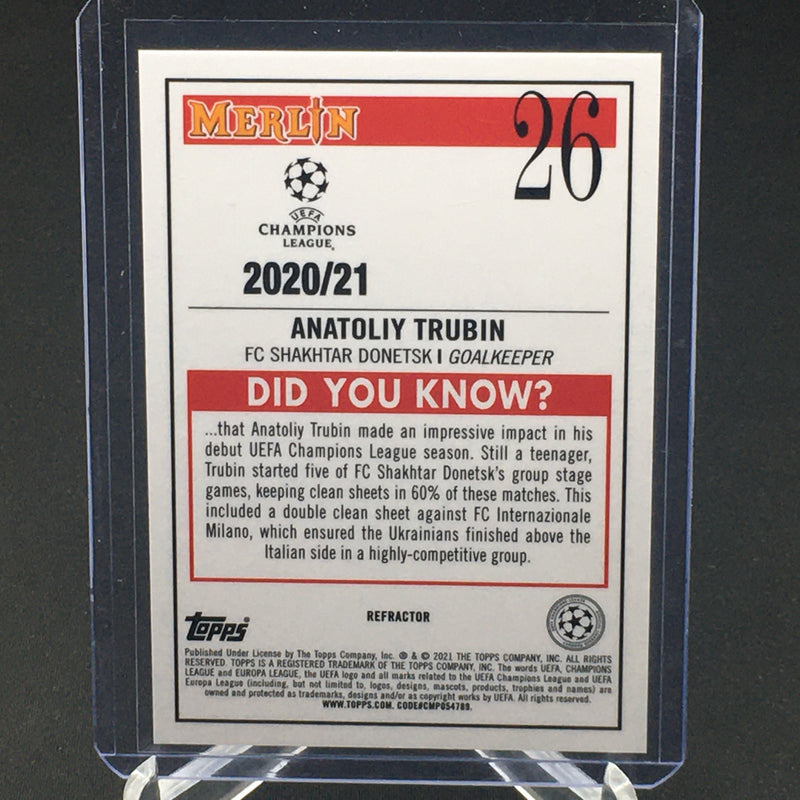 MERLIN
26
UEFA
CHAMPIONS
LEAGUE®
2020/21
ANATOLIY TRUBIN
FC SHAKHTAR DONETSK I GOALKEEPER
DID YOU KNOW?
...that Anatoliy Trubin made an impressive impact in his
debut UEFA Champions League season. Still a teenager,
Trubin started five of FC Shakhtar Donetsk's group stage
games, keeping clean sheets in 60% of these matches. This
included a double clean sheet against FC Internazionale
Milano, which ensured the Ukrainians finished above the
Italian side in a highly-competitive group.
REFRACTOR
TOPPS®
Published Under License by The Topps Company, Inc. ® & © 2021 THE TOPPS COMPANY, INC. ALL RIGHTS
RESERVED. TOPPS IS A REGISTERED TRADEMARK OF THE TOPPS COMPANY, INC. The words UEFA, CHAMPIONS
LEAGUE and EUROPA LEAGUE, the UEFA logo and all marks related to the UEFA Champions League and UEFA
Europa League (including, but not limited to, logos, designs, mascots, products, trophies and names) are
owned and protected as trademarks, designs and/or as copyright works by UEFA. All rights reserved.
WWW.TOPPS.COM. CODE#CMP054789.